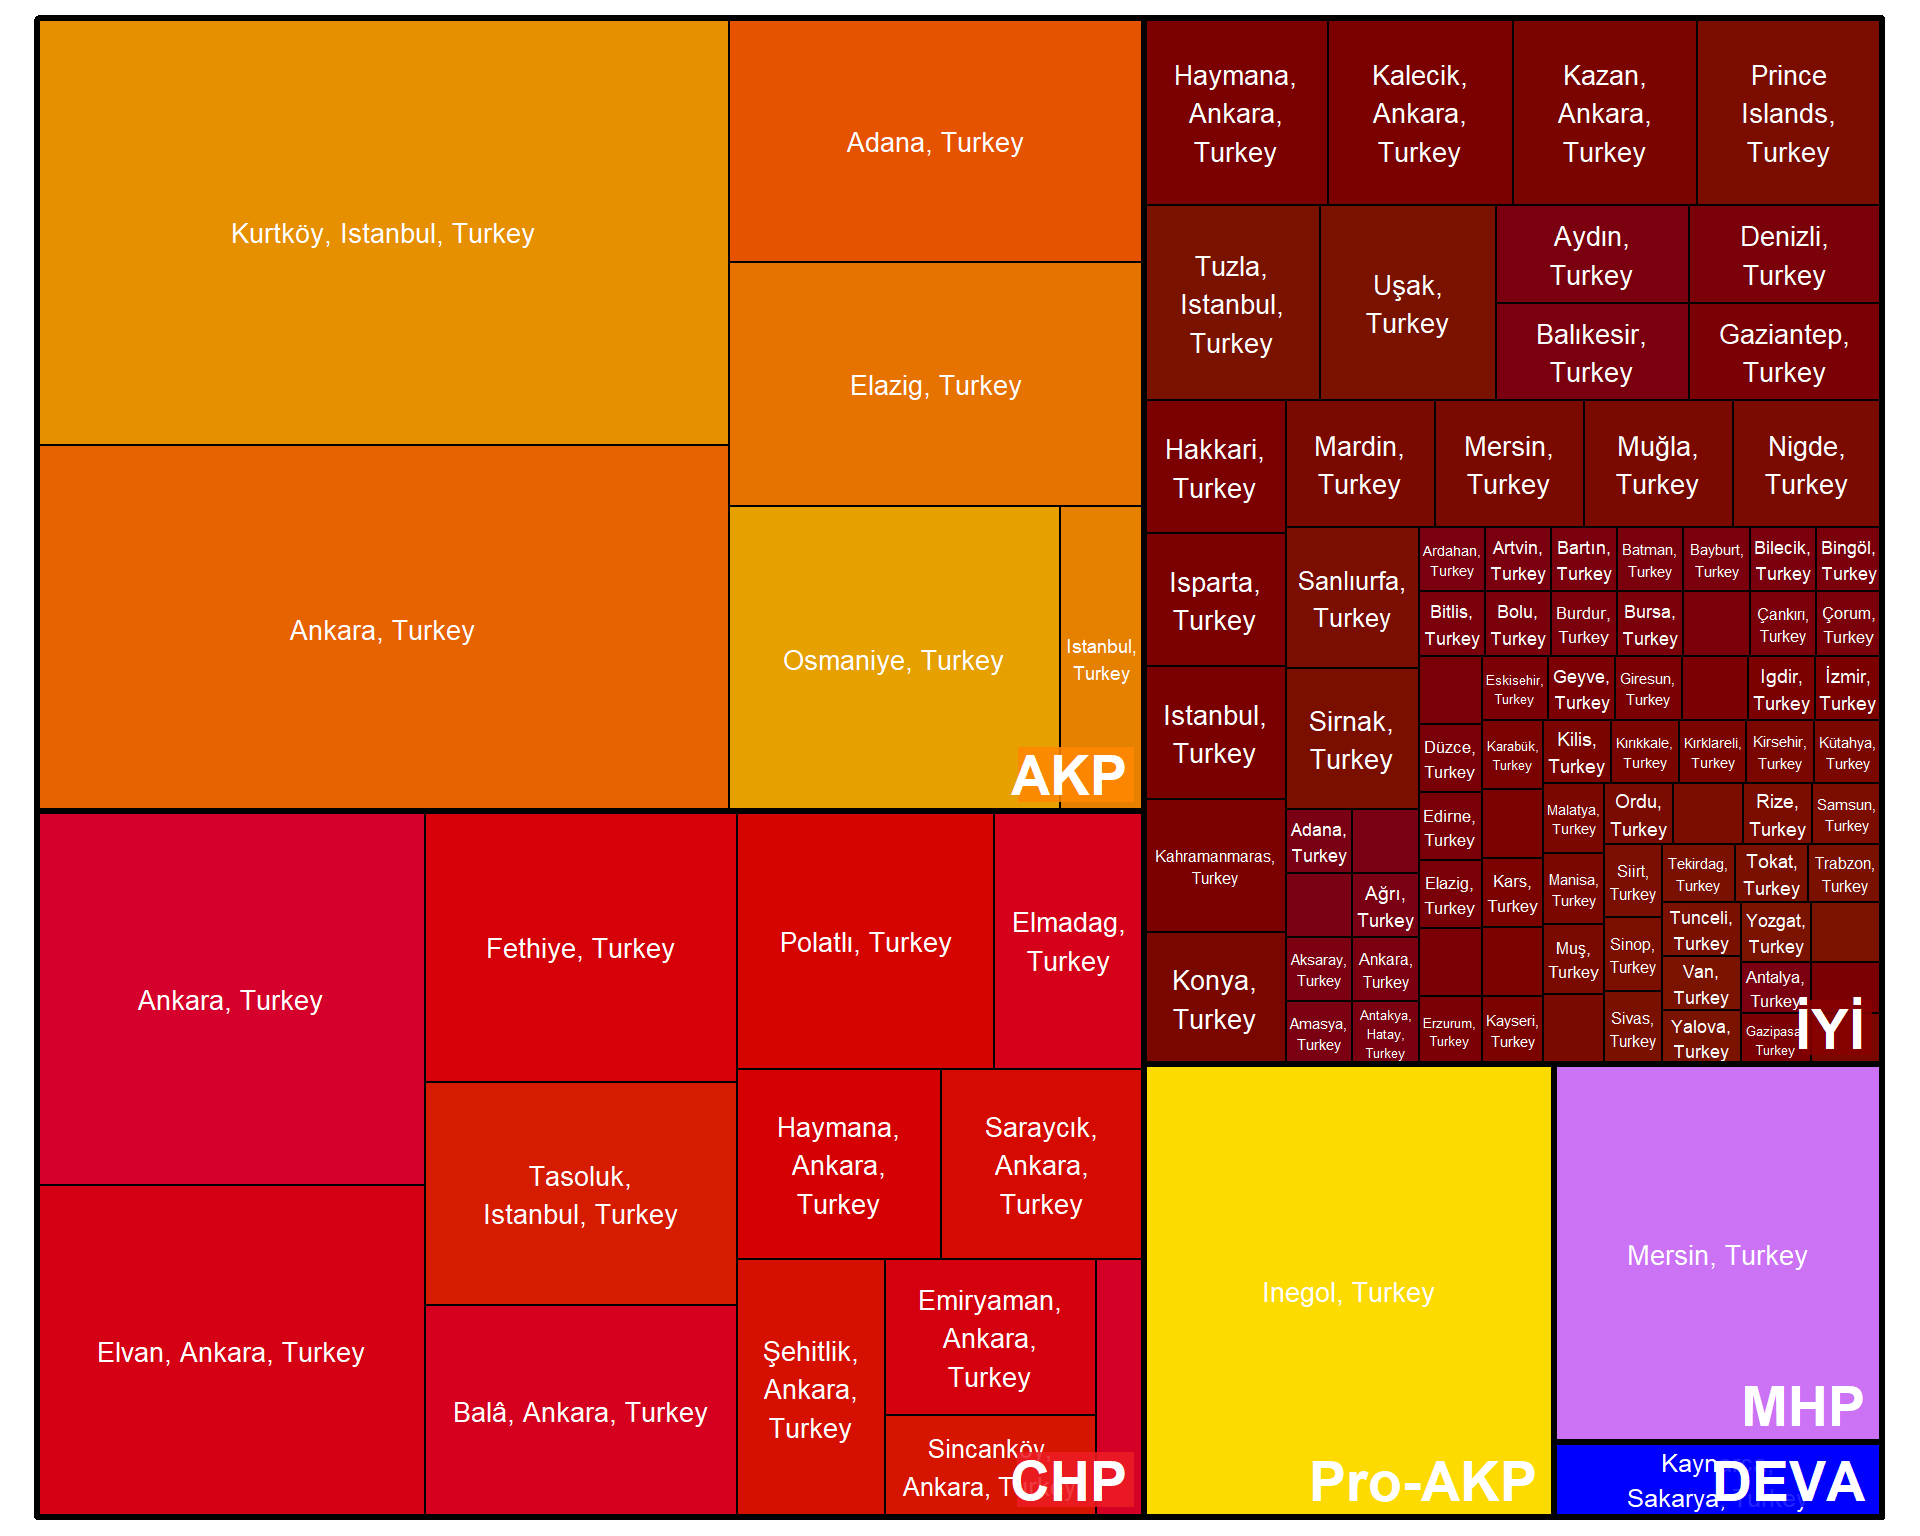 Kurtköy, Istanbul, Turkey
Ankara, Turkey
Adana, Turkey
Elazig, Turkey
Osmaniye, Turkey
Istanbul,
Turkey
AKP
Ankara, Turkey
Elvan, Ankara, Turkey
Fethiye, Turkey
Tasoluk,
Istanbul, Turkey
Balâ, Ankara, Turkey
Polatlı, Turkey
Elmadag,
Turkey
Haymana,
Ankara,
Turkey
Saraycık,
Ankara,
Turkey
Şehitlik,
Ankara,
Turkey
Emiryaman,
Ankara,
Turkey
Sincanköy,
Ankara, Turkey
CHP
Haymana,
Ankara,
Turkey
Kalecik,
Ankara,
Turkey
Kazan,
Ankara,
Turkey
Prince
Islands,
Turkey
Tuzla,
Istanbul,
Turkey
Uşak,
Turkey
Aydın,
Turkey
Denizli,
Turkey
Balıkesir,
Turkey
Gaziantep,
Turkey
Hakkari,
Turkey
Mardin,
Turkey
Mersin,
Turkey
Muğla,
Turkey
Nigde,
Turkey
Isparta,
Turkey
Istanbul,
Turkey
Kahramanmaras,
Turkey
Konya,
Turkey
Sanlıurfa,
Turkey
Sirnak,
Turkey
Adana,
Turkey
Ağrı,
Turkey
Aksaray,
Turkey
Ankara,
Turkey
Amasya,
Turkey
Antakya,
Hatay,
Turkey
Ardahan,
Turkey
Artvin,
Turkey
Bartın,
Turkey
Batman,
Turkey
Bayburt,
Turkey
Bilecik,
Turkey
Bingöl,
Turkey
Bitlis,
Turkey
Bolu,
Turkey
Burdur,
Turkey
Bursa,
Turkey
Çankırı,
Turkey
Çorum,
Turkey
Eskisehir,
Turkey
Geyve,
Turkey
Giresun,
Turkey
Igdir,
Turkey
İzmir,
Turkey
Düzce,
Turkey
Karabük,
Turkey
Kilis,
Turkey
Kırıkkale,
Turkey
Kırklareli,
Turkey
Kirsehir,
Turkey
Kütahya,
Turkey
Edirne,
Turkey
Malatya,
Turkey
Ordu,
Turkey
Rize,
Turkey
Samsun,
Turkey
Elazig,
Turkey
Kars,
Turkey
Manisa,
Turkey
Siirt,
Turkey
Tekirdag,
Turkey
Tokat,
Turkey
Trabzon,
Turkey
Muş,
Turkey
Sinop,
Turkey
Tunceli,
Turkey
Yozgat,
Turkey
Van,
Turkey
Antalya,
Turkey
Erzurum,
Turkey
Kayseri,
Turkey
Sivas,
Turkey
Yalova,
Turkey
Gazipasa
Turkey
İYİ
Inegol, Turkey
Pro-AKP
Mersin, Turkey
MHP
Sakarya,
DEVA